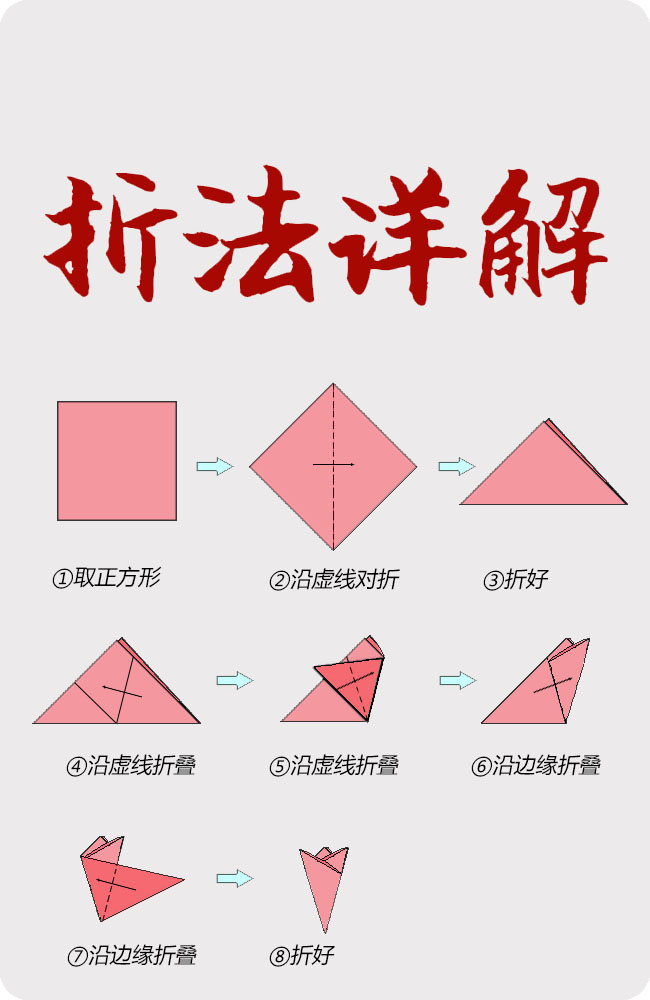 折法详解
①取正方形
②沿虚线对折
③折好
④沿虚线折叠
⑤沿虚线折叠
⑥沿边缘折叠
⑦沿边缘折叠
⑧折好